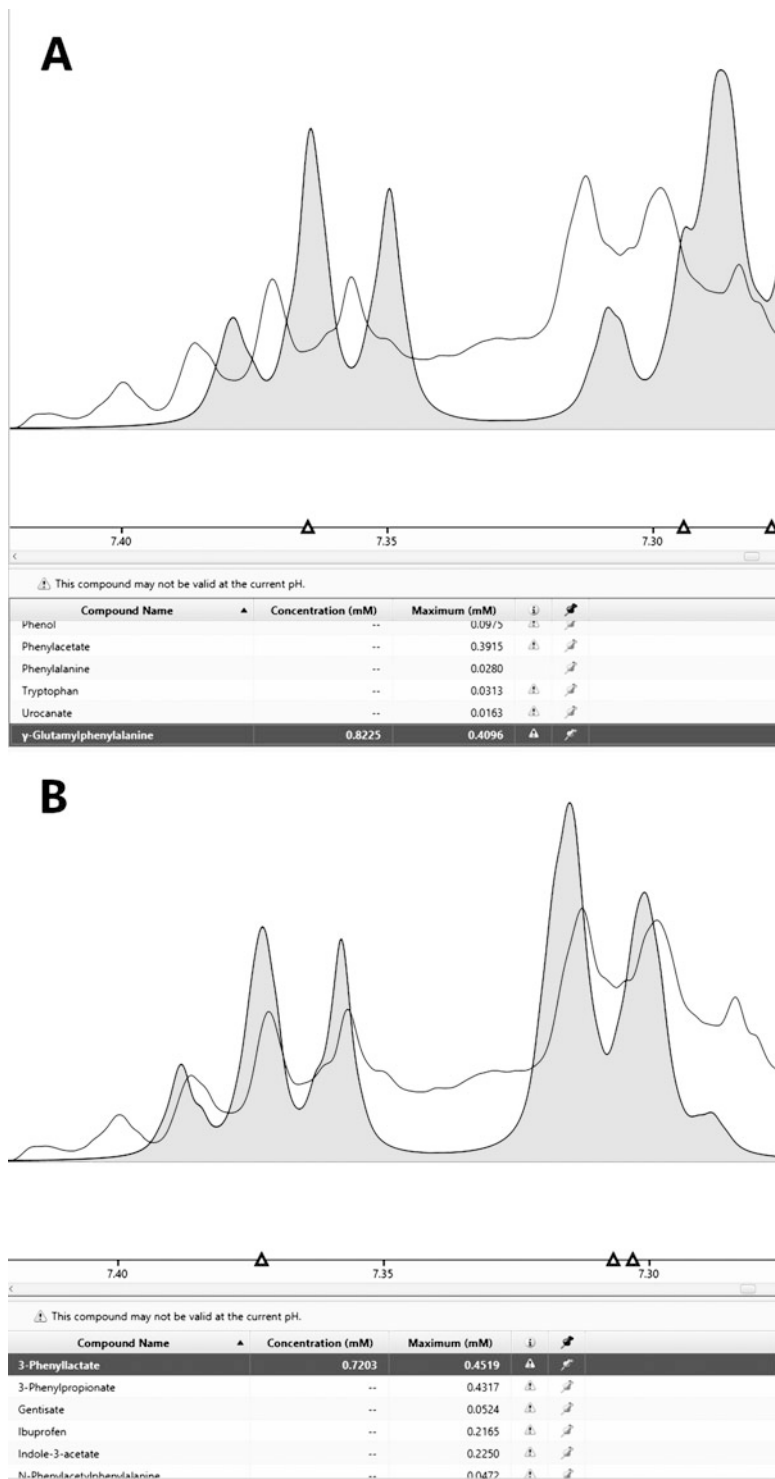 A
7.40 7.35 7.30
This compound may not be valid at the current pH.
Compound Name Concentration (mM) Maximum (mM)
Phenol -- 0.0975
Phenylacetate -- 0.3915
Phenylalanine -- 0.0280
Tryptophan -- 0.0313
Urocanate -- 0.0163
γ-Glutamylphenylalanine 0.8225 0.4096
B
7.40 7.35 7.30
This compound may not be valid at the current pH.
Compound Name Concentration (mM) Maximum (mM)
3-Phenyllactate 0.7203 0.4519
3-Phenylpropionate -- 0.4317
Gentisate -- 0.0524
Ibuprofen -- 0.2165
Indole-3-acetate -- 0.2250
N-Phenylacetylphenylalanine -- 0.0472